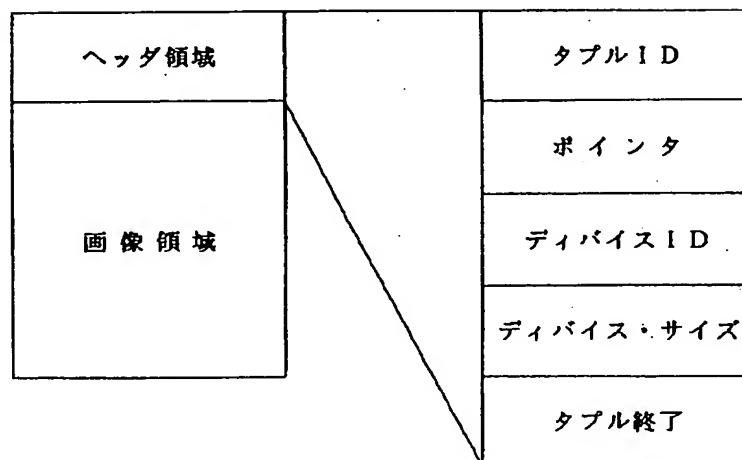 ヘッダ領域
画像領域
タプルID
ポインタ
ディバイスID
ディバイス・サイズ
タプル終了